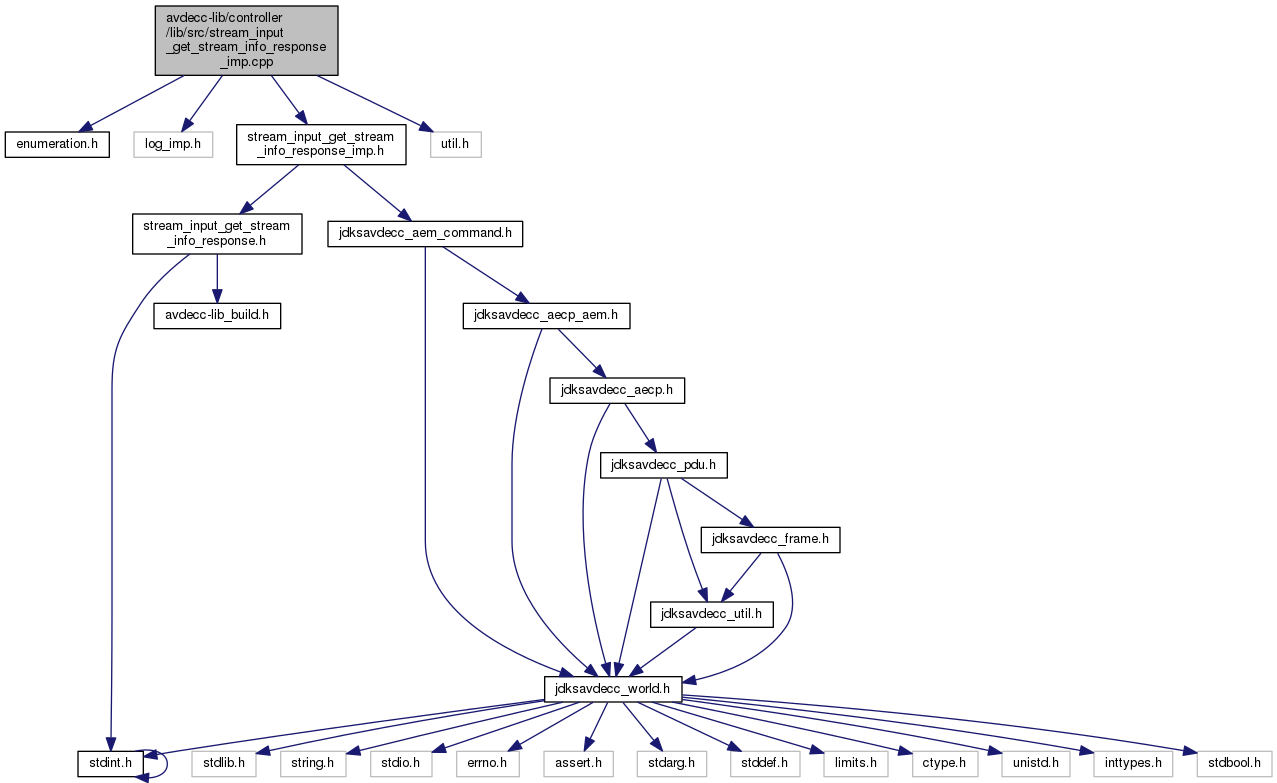 avdecc-lib/controller
/lib/src/stream_input
_get_stream_info_response
_imp.cpp
enumeration.h
log_imp.h
stream_input_get_stream
_info_response_imp.h
util.h
stream_input_get_stream
_info_response.h
jdksavdecc_aem_command.h
avdecc-lib_build.h
jdksavdecc_aecp_aem.h
jdksavdecc_aecp.h
jdksavdecc_pdu.h
jdksavdecc_frame.h
jdksavdecc_util.h
jdksavdecc_world.h
stdint.h
stdlib.h
string.h
stdio.h
errno.h
assert.h
stdarg.h
stddef.h
limits.h
ctype.h
unistd.h
inttypes.h
stdbool.h